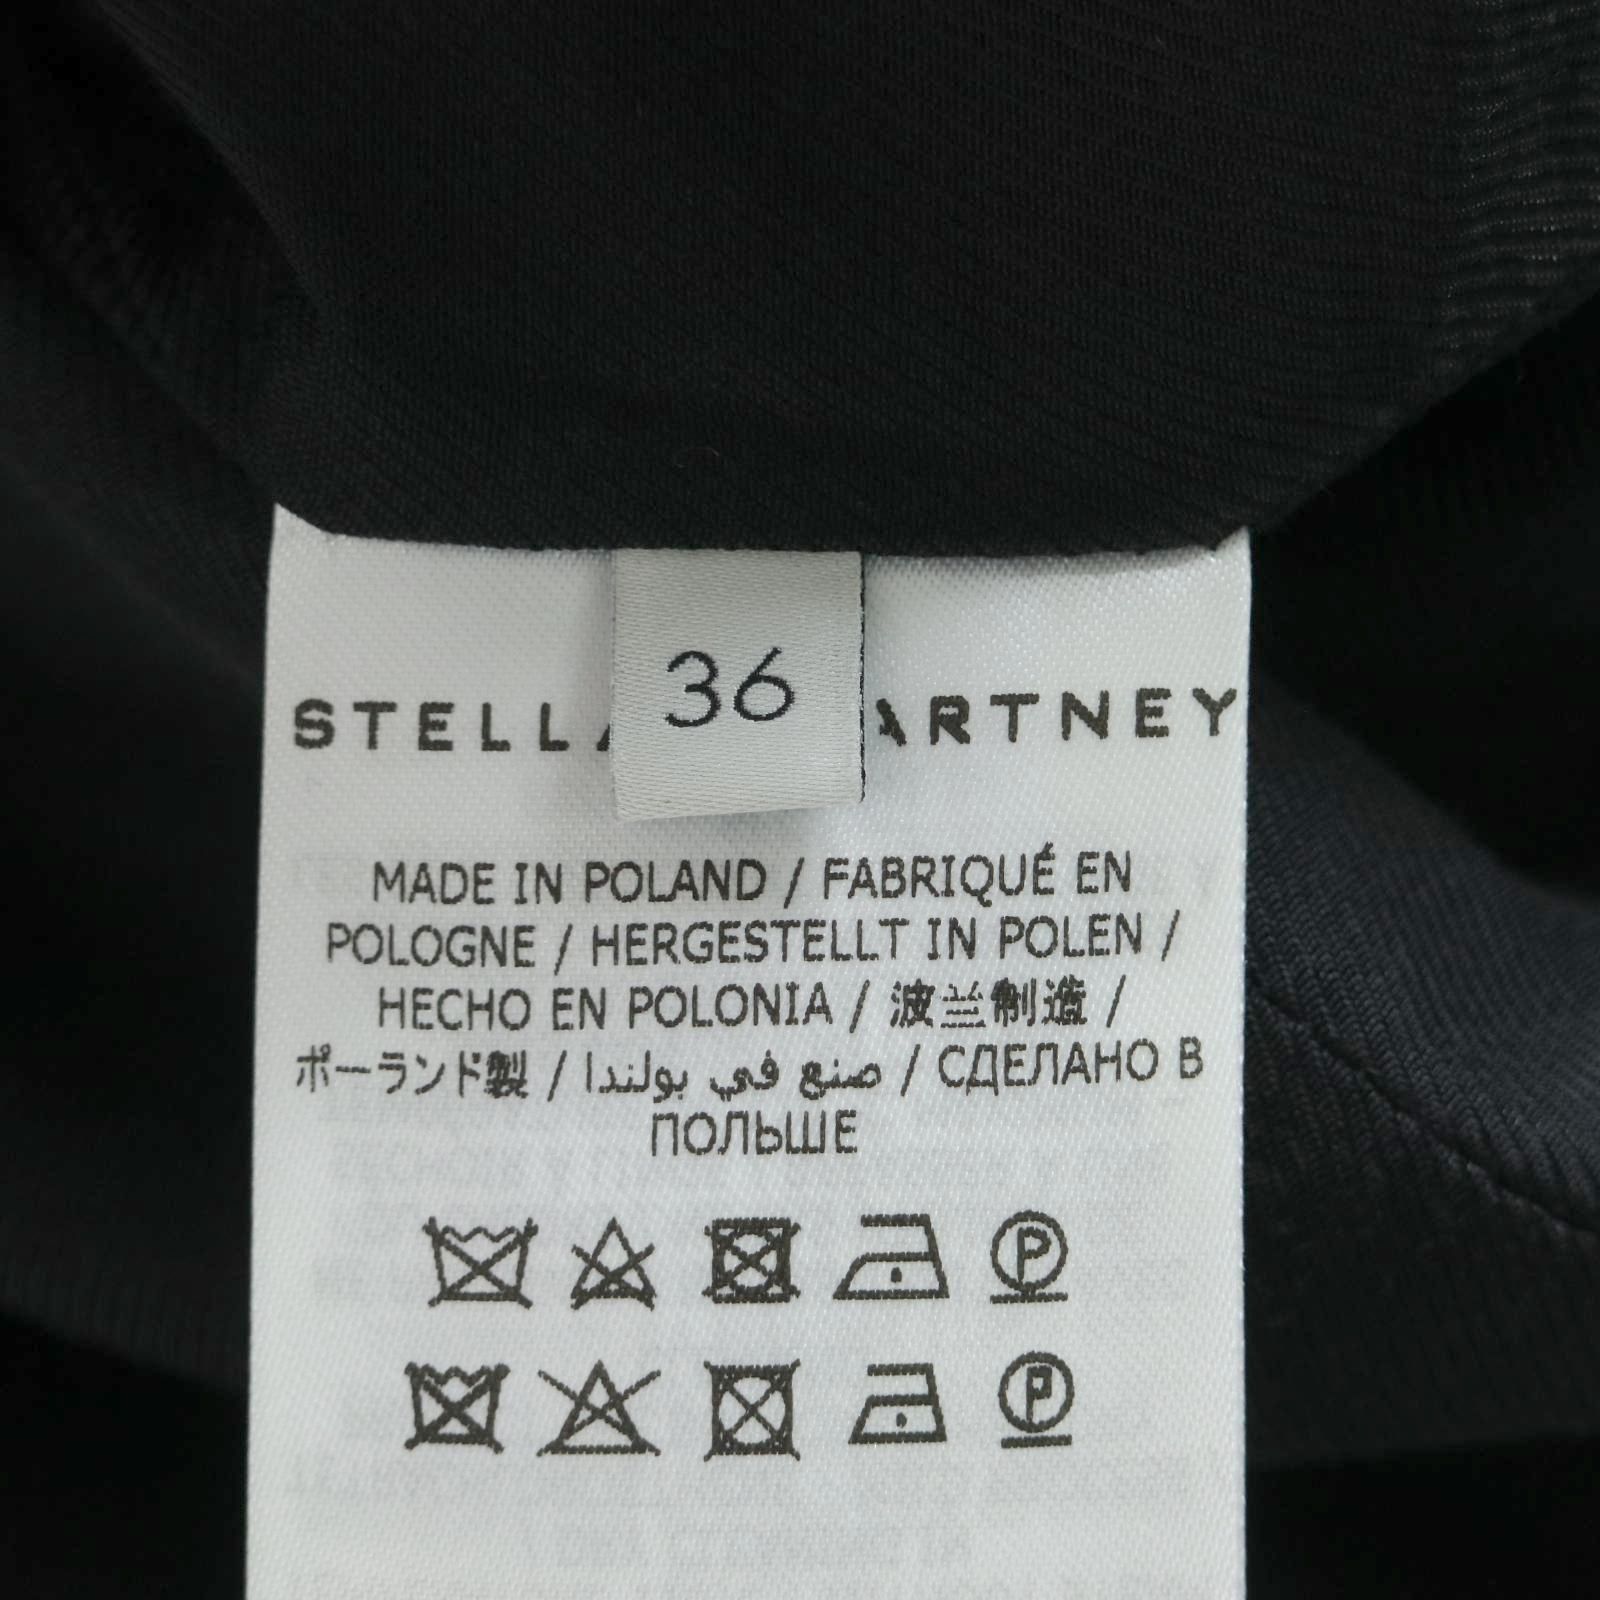 36
STELL ARTNEY
MADE IN POLAND / FABRIQUÉ EN
POLOGNE / HERGESTELLT IN POLEN /
HECHO EN POLONIA / 波兰制造 /
ポーランド製 / صنع في بولندا / СДЕЛАНО В
ПОЛЬШЕ
P
P